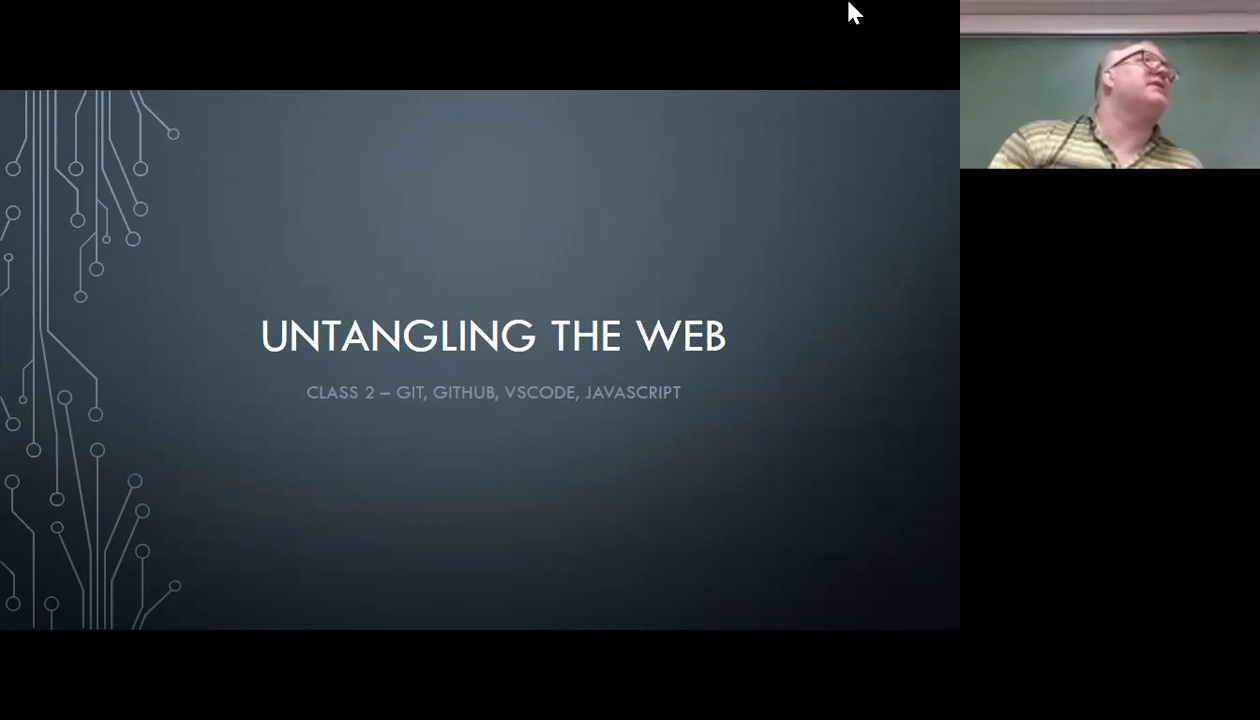 UNTANGLING THE WEB
CLASS 2 – GIT, GITHUB, VSCODE, JAVASCRIPT